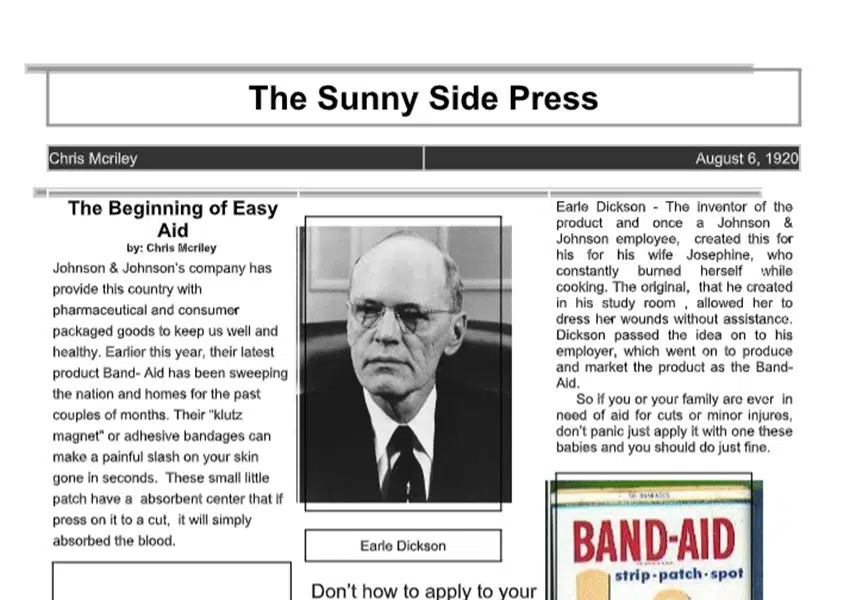 The Sunny Side Press
Chris Mcriley
August 6, 1920
The Beginning of Easy
Aid
by: Chris Mcriley
Johnson & Johnson's company has
provide this country with
pharmaceutical and consumer
packaged goods to keep us well and
healthy. Earlier this year, their latest
product Band- Aid has been sweeping
the nation and homes for the past
couples of months. Their "klutz
magnet" or adhesive bandages can
make a painful slash on your skin
gone in seconds. These small little
patch have a absorbent center that if
press on it to a cut, it will simply
absorbed the blood.
Earle Dickson
Don't how to apply to your
Earle Dickson - The inventor of the
product and once a Johnson &
Johnson employee, created this for
his for his wife Josephine, who
constantly burned herself while
cooking. The original, that he created
in his study room , allowed her to
dress her wounds without assistance.
Dickson passed the idea on to his
employer, which went on to produce
and market the product as the Band-
Aid.
So if you or your family are ever in
need of aid for cuts or minor injures,
don't panic just apply it with one these
babies and you should do just fine.
BAND-AID
strip·patch·spot